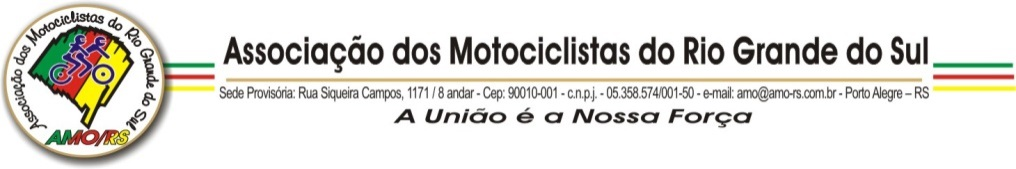 Associação dos Motociclistas do Rio Grande do Sul
AMO/RS
Associação dos Motociclistas do Rio Grande do Sul
Sede Provisória: Rua Siqueira Campos, 1171 / 8 andar - Cep: 90010-001 - c.n.p.j. - 05.358.574/001-50 - e-mail: amo@amo-rs.com.br - Porto Alegre – RS
A União é a Nossa Força